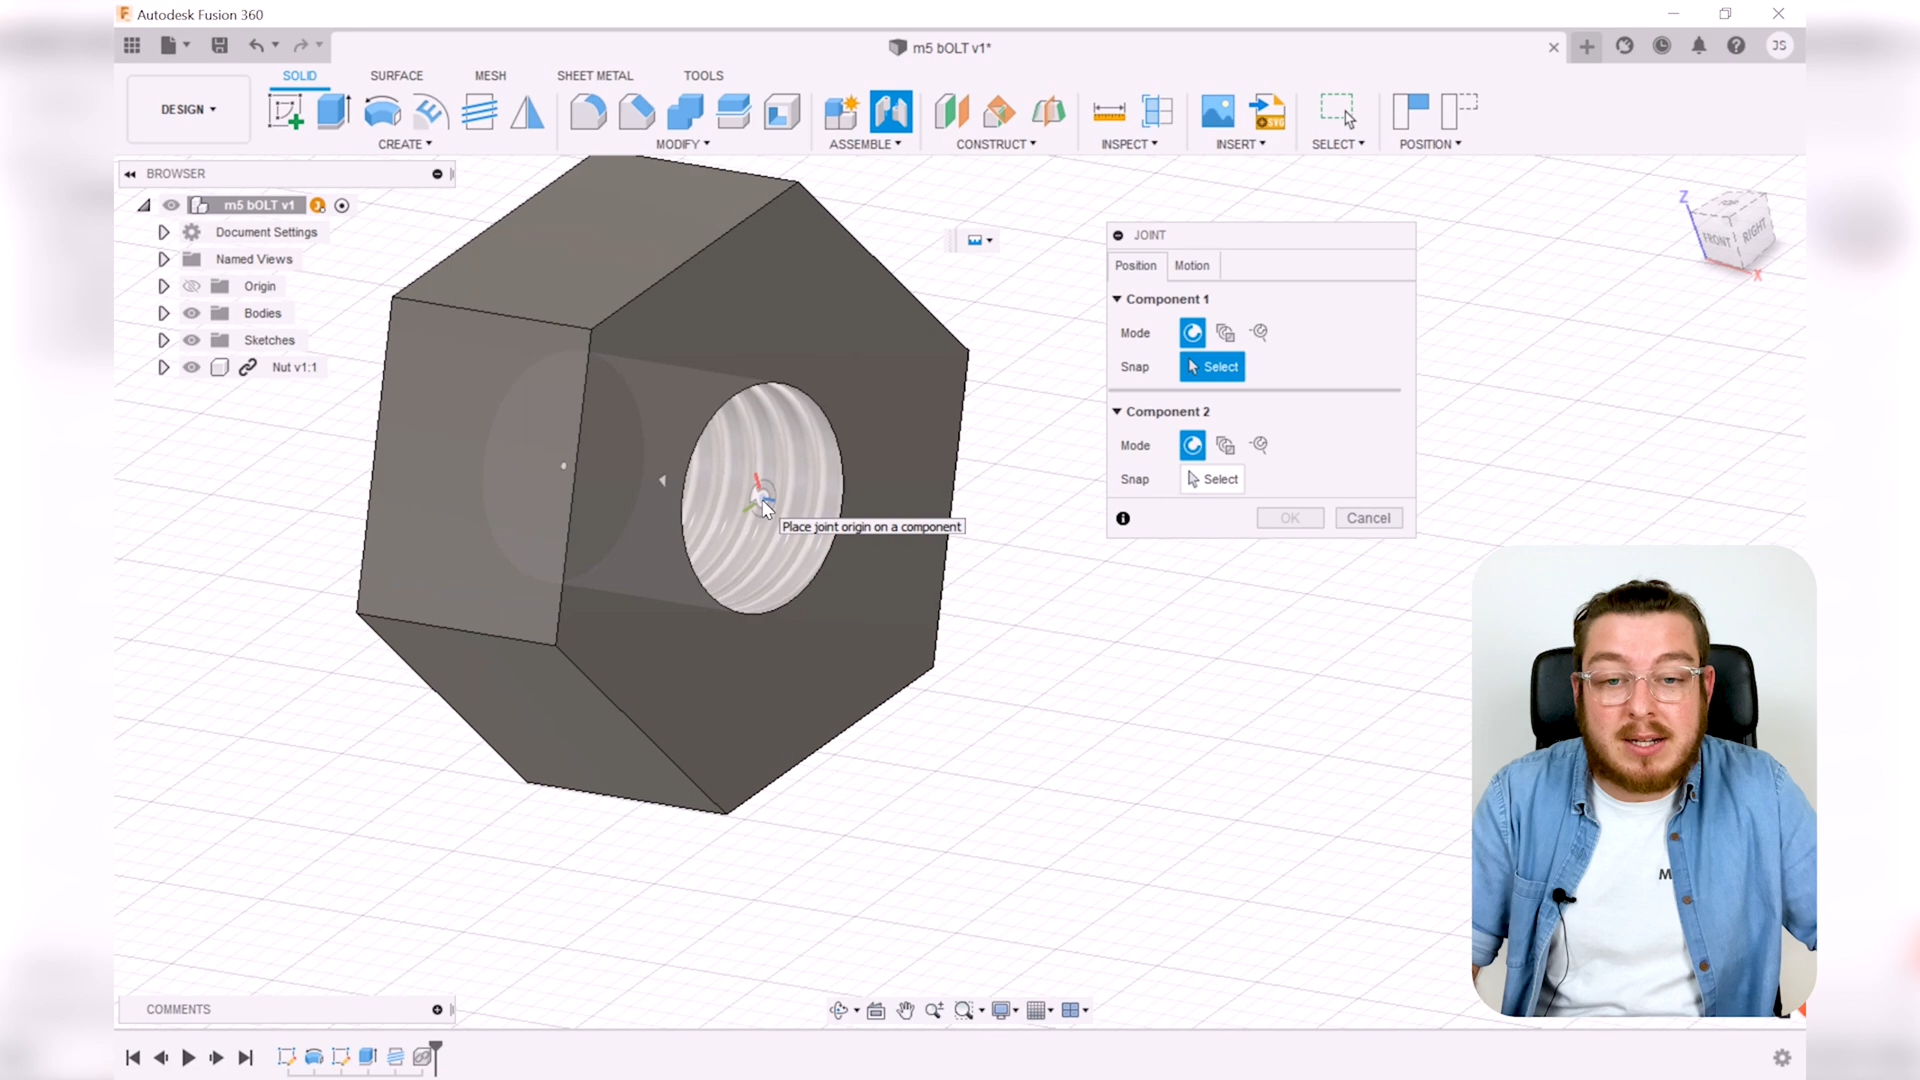 Autodesk Fusion 360
m5 bOLT v1*
JS
SOLID
SURFACE
MESH
SHEET METAL
TOOLS
DESIGN
CREATE
MODIFY
ASSEMBLE
CONSTRUCT
INSPECT
INSERT
SELECT
POSITION
BROWSER
m5 bOLT v1
Document Settings
Named Views
Origin
Bodies
Sketches
Nut v1:1
Z
FRONT
RIGHT
X
JOINT
Position
Motion
Component 1
Mode
Snap
Select
Component 2
Mode
Snap
Select
OK
Cancel
Place joint origin on a component
M
COMMENTS